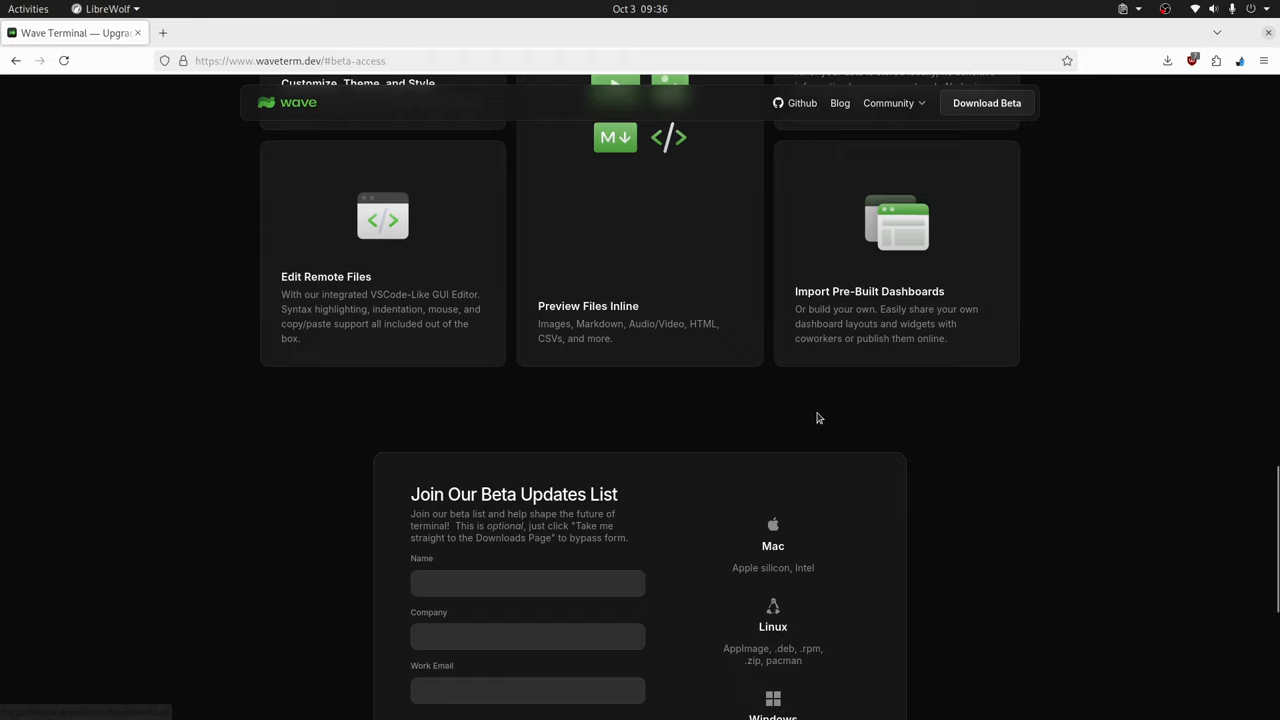 Activities
LibreWolf
Oct 3 09:36
Wave Terminal — Upgra
https://www.waveterm.dev/#beta-access
7
Customize, Theme, and Style
wave
Github
Blog
Community
Download Beta
M
</>
</>
Edit Remote Files
With our integrated VSCode-Like GUI Editor.
Syntax highlighting, indentation, mouse, and
copy/paste support all included out of the
box.
Preview Files Inline
Images, Markdown, Audio/Video, HTML,
CSVs, and more.
Import Pre-Built Dashboards
Or build your own. Easily share your own
dashboard layouts and widgets with
coworkers or publish them online.
Join Our Beta Updates List
Join our beta list and help shape the future of
terminal! This is optional, just click "Take me
straight to the Downloads Page" to bypass form.
Name
Company
Work Email
Mac
Apple silicon, Intel
Linux
AppImage, .deb, .rpm,
.zip, pacman
Windows